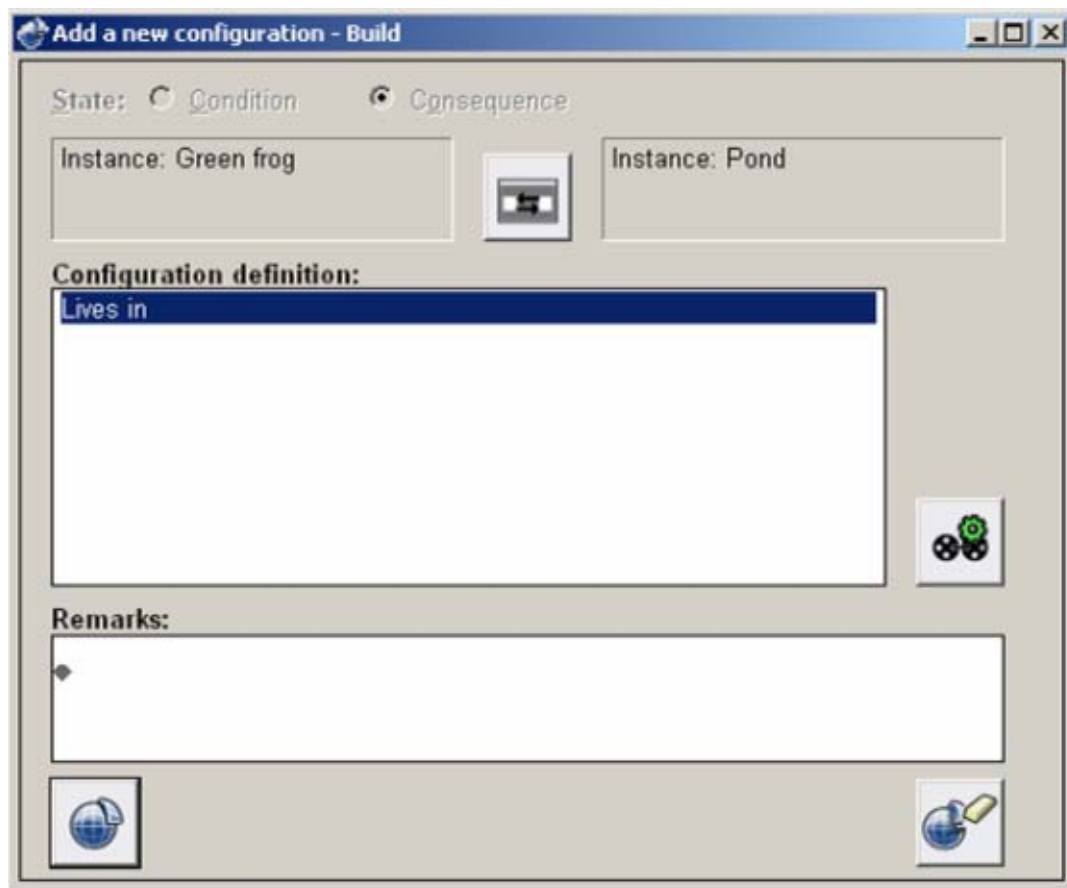 Add a new configuration - Build
State: Condition Consequence
Instance: Green frog Instance: Pond
Configuration definition:
Lives in
Remarks: